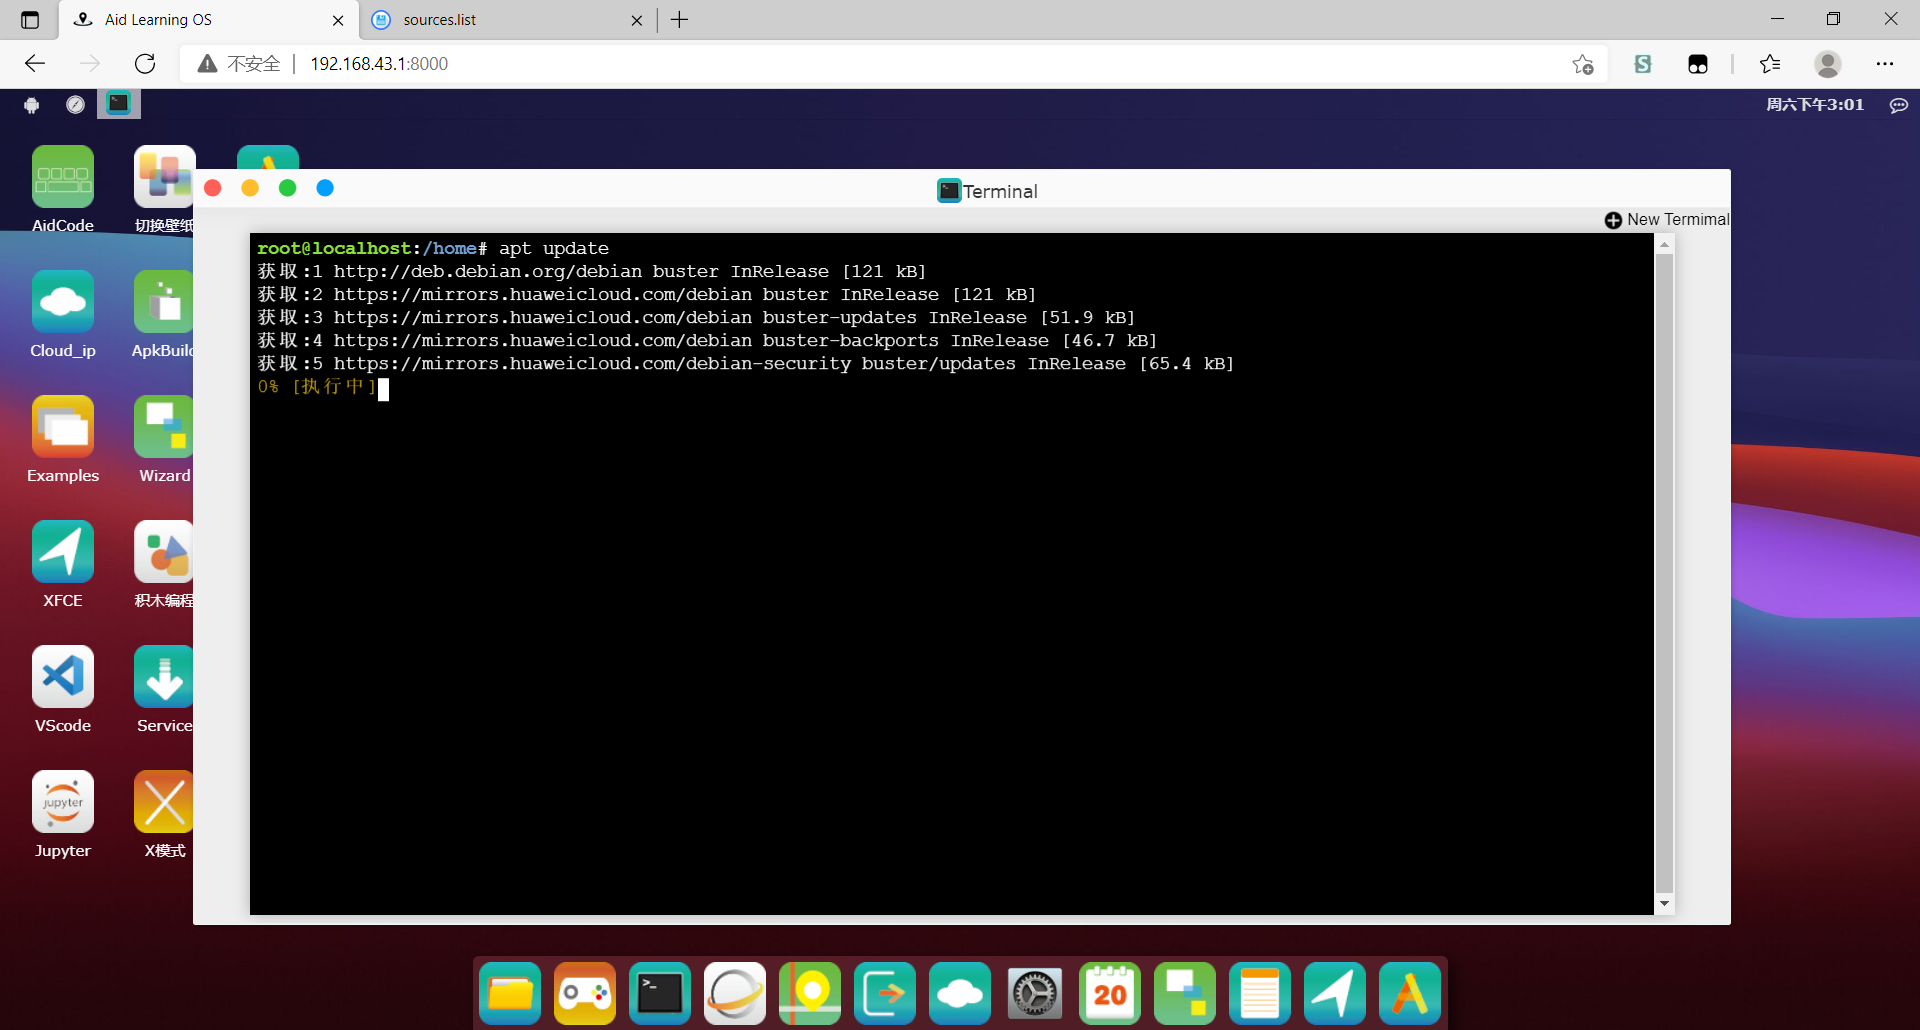 Aid Learning OS
sources.list
不安全
192.168.43.1:8000
周六下午3:01
AidCode
切换壁纸
Cloud_ip
ApkBuild
Examples
Wizard
XFCE
积木编程
VScode
Service
Jupyter
X模式
jupyter
Terminal
New Termimal
root@localhost:/home# apt update
获取:1 http://deb.debian.org/debian buster InRelease [121 kB]
获取:2 https://mirrors.huaweicloud.com/debian buster InRelease [121 kB]
获取:3 https://mirrors.huaweicloud.com/debian buster-updates InRelease [51.9 kB]
获取:4 https://mirrors.huaweicloud.com/debian buster-backports InRelease [46.7 kB]
获取:5 https://mirrors.huaweicloud.com/debian-security buster/updates InRelease [65.4 kB]
0% [执行中]
>_
20